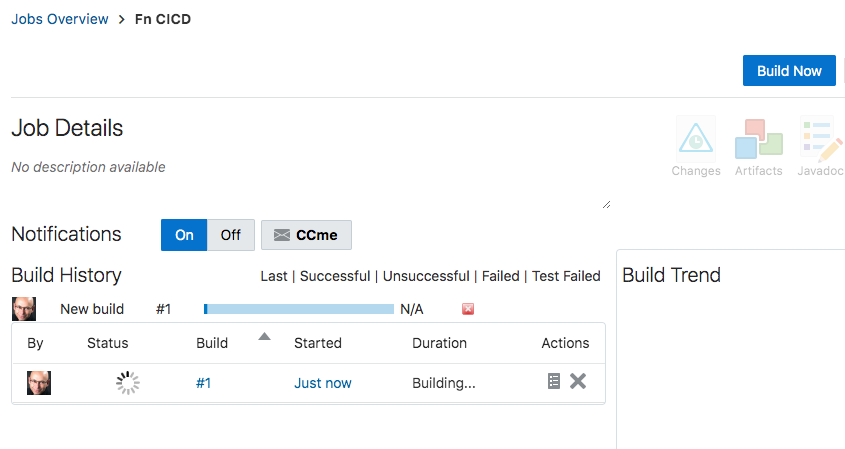 Jobs Overview > Fn CICD
Build Now
Job Details
No description available
Changes Artifacts Javadoc
Notifications On Off CCme
Build History Last | Successful | Unsuccessful | Failed | Test Failed
Build Trend
New build #1 N/A
By Status Build Started Duration Actions
#1 Just now Building...